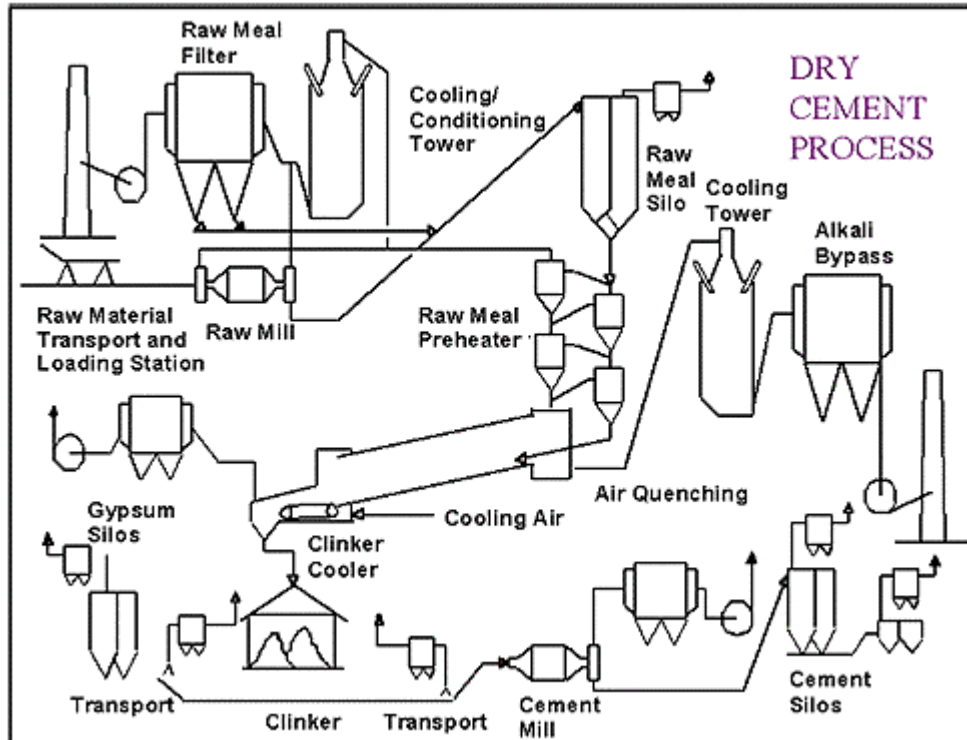 Raw Meal
Filter
DRY
CEMENT
PROCESS
Cooling/
Conditioning
Tower
Raw
Meal
Silo
Cooling
Tower
Alkali
Bypass
Raw Material
Transport and
Loading Station
Raw Mill
Raw Meal
Preheater
Air Quenching
Gypsum
Silos
Cooling Air
Clinker
Cooler
Transport
Clinker
Transport
Cement
Mill
Cement
Silos